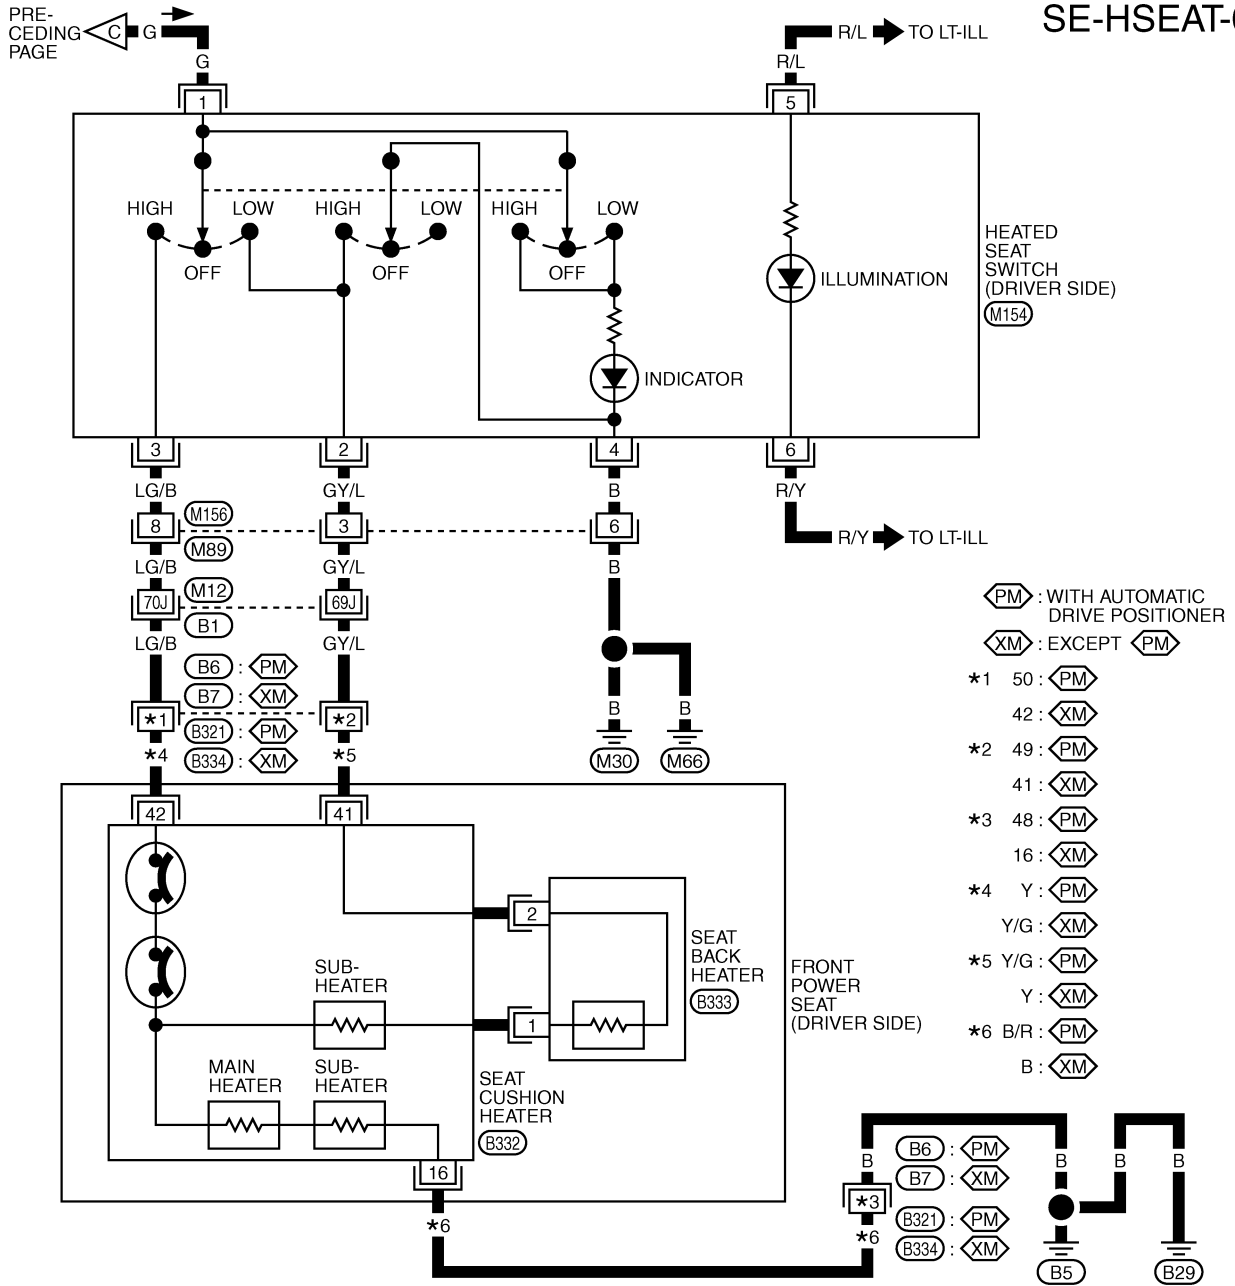 PRE-
CEDING
PAGE
C
G
G
R/L
TO LT-ILL
R/L
SE-HSEAT-
1
5
HIGH
LOW
HIGH
LOW
HIGH
LOW
OFF
OFF
OFF
ILLUMINATION
INDICATOR
HEATED
SEAT
SWITCH
(DRIVER SIDE)
M154
3
2
4
6
LG/B
GY/L
B
R/Y
8
M156
M89
3
6
R/Y
TO LT-ILL
LG/B
GY/L
B
70J
M12
B1
69J
LG/B
GY/L
B6 : PM
B7 : XM
*1
*2
B321 : PM
B334 : XM
*4
*5
B
B
M30
M66
PM : WITH AUTOMATIC
DRIVE POSITIONER
XM : EXCEPT PM
*1 50 : PM
42 : XM
*2 49 : PM
41 : XM
*3 48 : PM
16 : XM
*4 Y : PM
Y/G : XM
*5 Y/G : PM
Y : XM
*6 B/R : PM
B : XM
42
41
2
1
SUB-
HEATER
MAIN
HEATER
SUB-
HEATER
SEAT
BACK
HEATER
B333
FRONT
POWER
SEAT
(DRIVER SIDE)
SEAT
CUSHION
HEATER
B332
16
*6
B
B6 : PM
B7 : XM
*3
B321 : PM
B334 : XM
*6
B
B
B
B5
B29